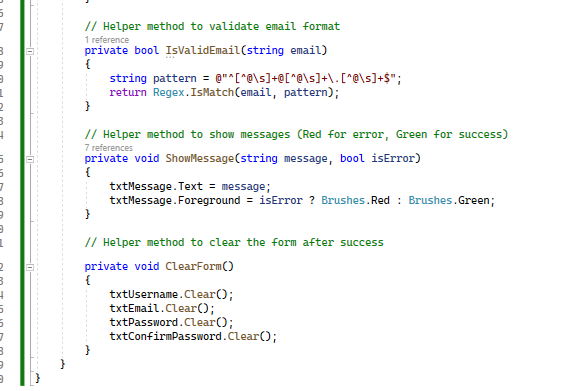 }
// Helper method to validate email format
1 reference
private bool IsValidEmail(string email)
{
string pattern = @"^[^@\s]+@[^@\s]+\.[^@\s]+$";
return Regex.IsMatch(email, pattern);
}
// Helper method to show messages (Red for error, Green for success)
7 references
private void ShowMessage(string message, bool isError)
{
txtMessage.Text = message;
txtMessage.Foreground = isError ? Brushes.Red : Brushes.Green;
}
// Helper method to clear the form after success
private void ClearForm()
{
txtUsername.Clear();
txtEmail.Clear();
txtPassword.Clear();
txtConfirmPassword.Clear();
}
}
}